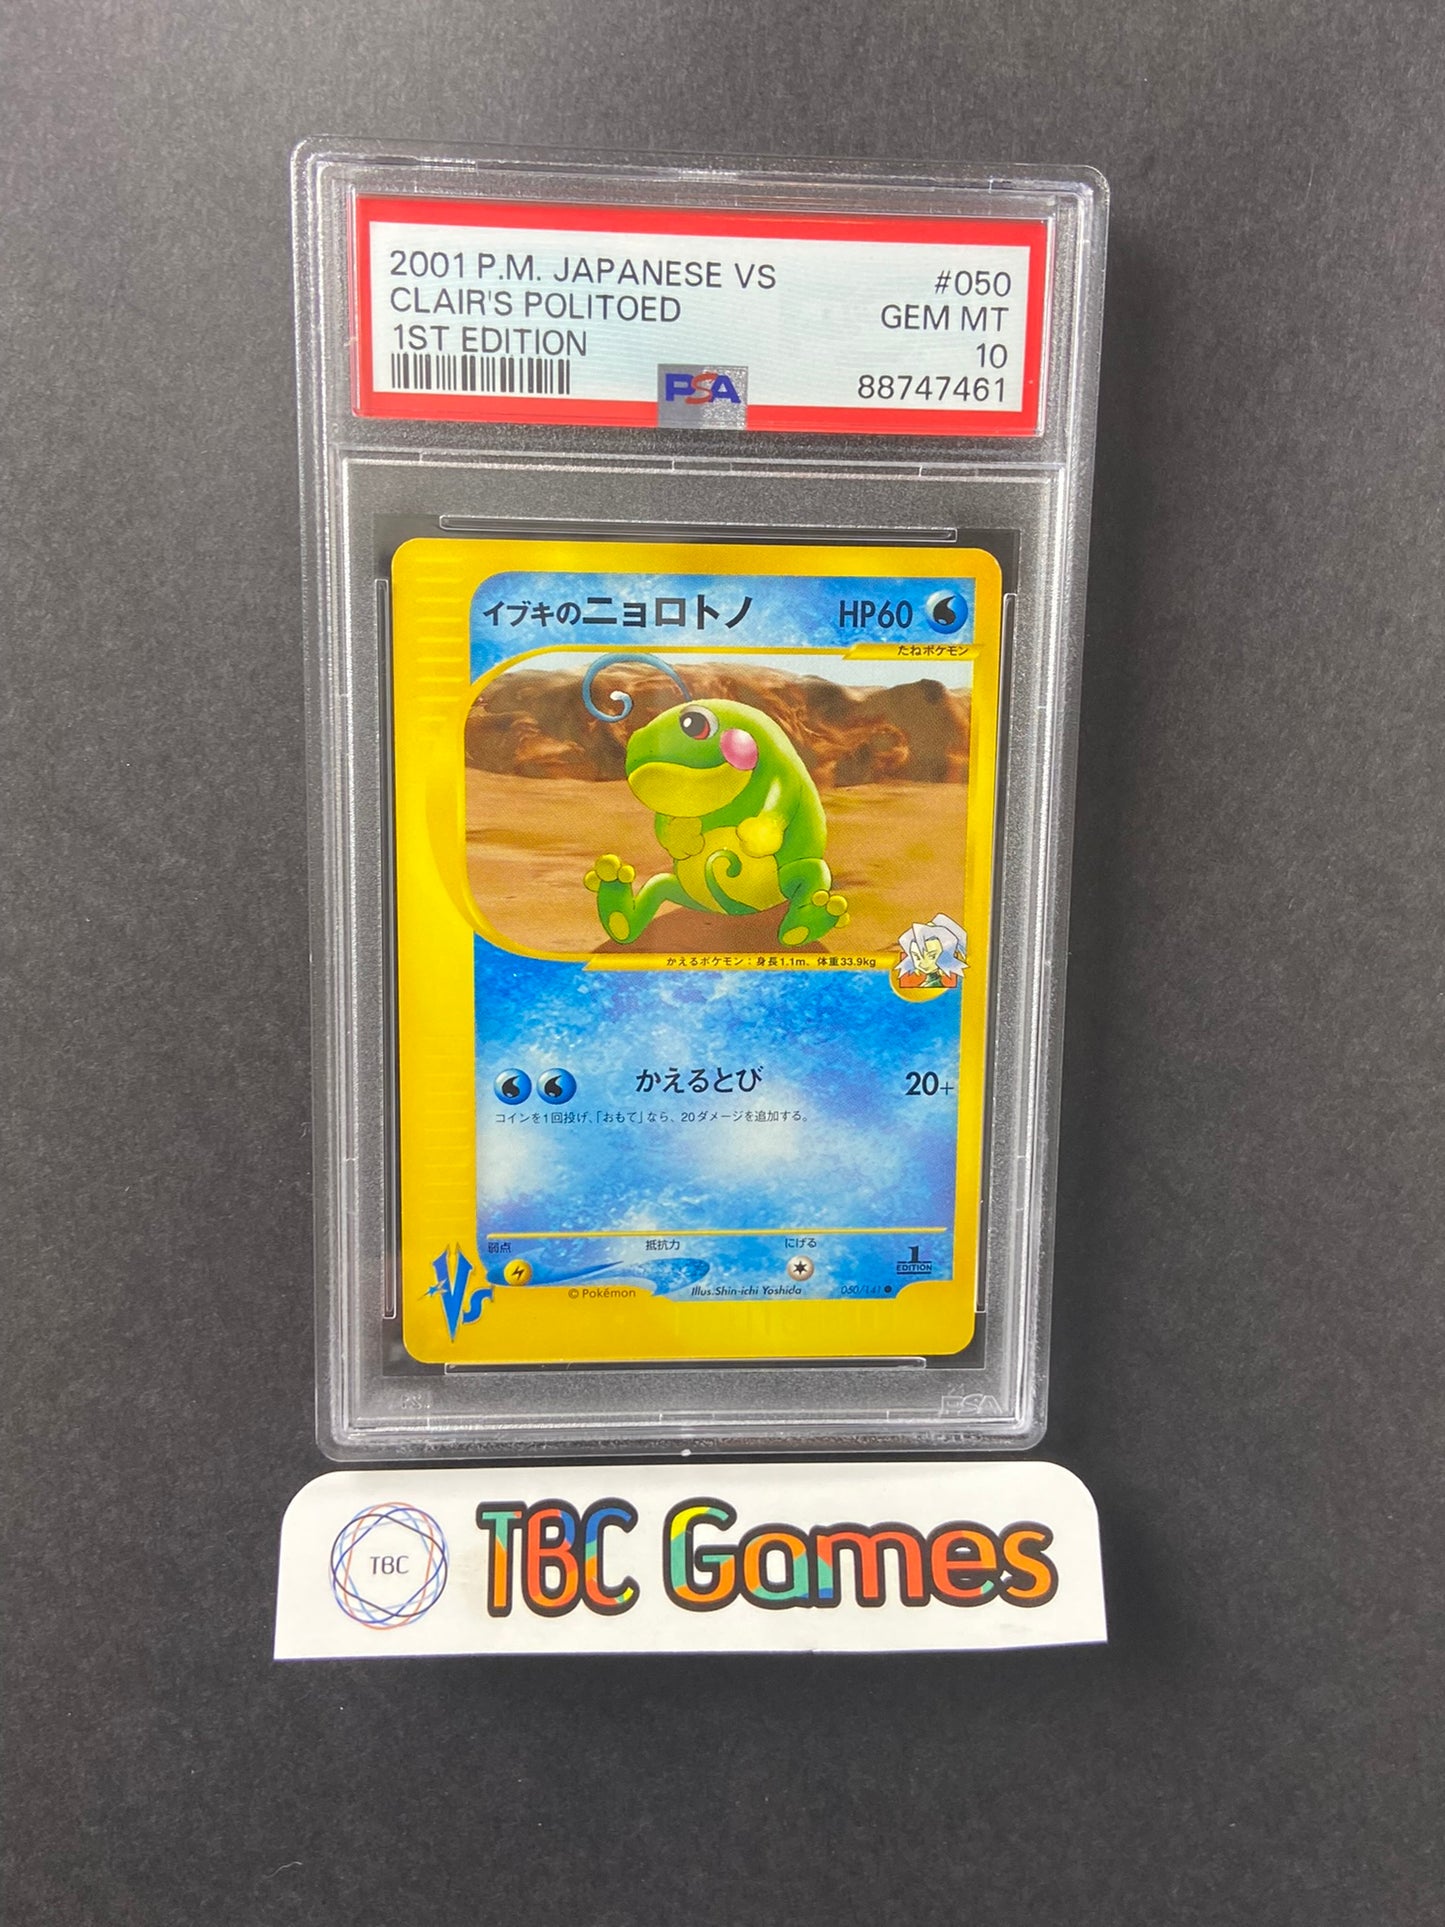 2001 P.M. JAPANESE VS #050
CLAIR'S POLITOED GEM MT
1ST EDITION 10
PSA 88747461
イブキのニョロトノ HP60
たねポケモン
かえるポケモン：身長1.1m、体重33.9kg
かえるとび 20+
コインを1回投げ、「おもて」なら、20ダメージを追加する。
弱点 抵抗力 にげる
1
EDITION
©Pokémon Illus.Shin-ichi Yoshida 050/141
VS
PSA
TBC TBC Games